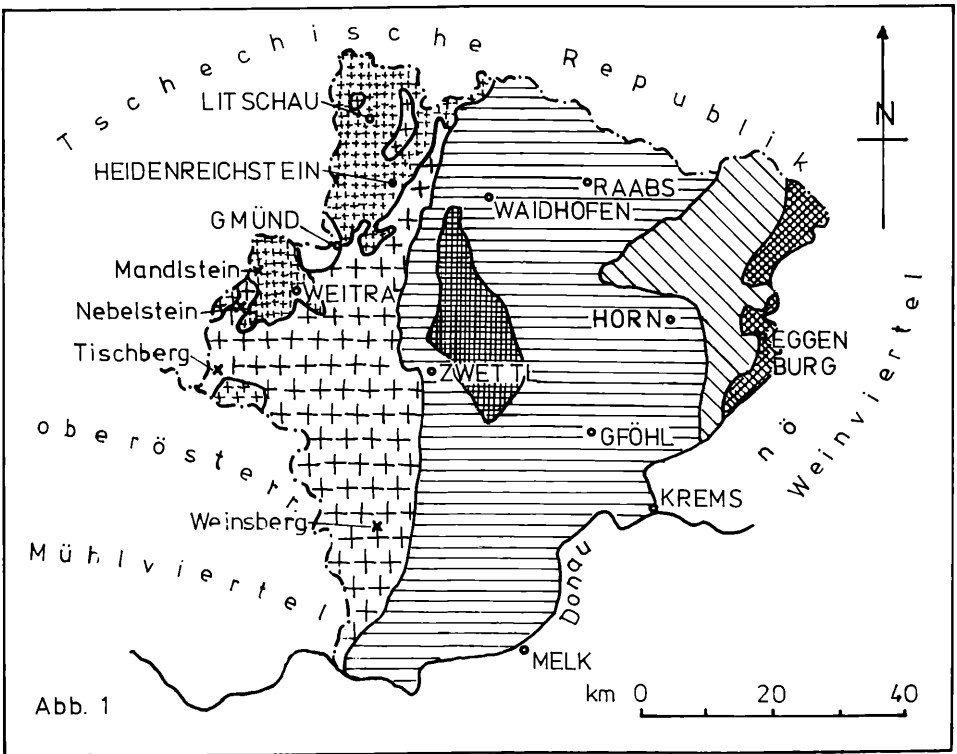 Tschechische Republik
N
LITSCHAU
HEIDENREICHSTEIN
RAABS
WAIDHOFEN
GMÜND
Mandlstein
WEITRA
Nebelstein
HORN
Tischberg
EGGEN
BURG
ZWETTL
oberösterr
GFÖHL
nö
Weinviertel
Weinsberg
KREMS
Mühlviertel
Donau
MELK
Abb. 1
km 0 20 40